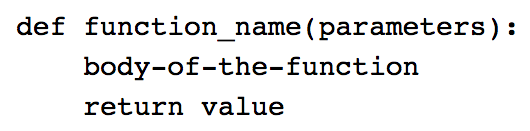 def function_name(parameters):
    body-of-the-function
    return value